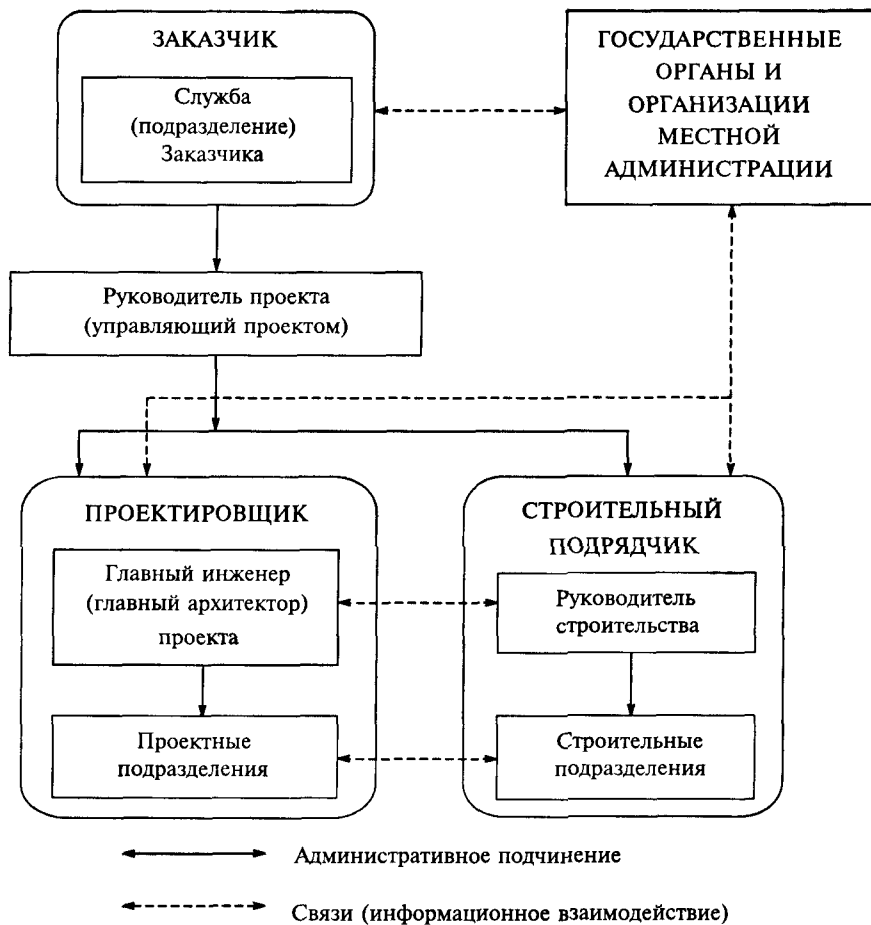 ЗАКАЗЧИК
Служба
(подразделение)
Заказчика
ГОСУДАРСТВЕННЫЕ
ОРГАНЫ И
ОРГАНИЗАЦИИ
МЕСТНОЙ
АДМИНИСТРАЦИИ
Руководитель проекта
(управляющий проектом)
ПРОЕКТИРОВЩИК
Главный инженер
(главный архитектор)
проекта
Проектные
подразделения
СТРОИТЕЛЬНЫЙ
ПОДРЯДЧИК
Руководитель
строительства
Строительные
подразделения
Административное подчинение
Связи (информационное взаимодействие)